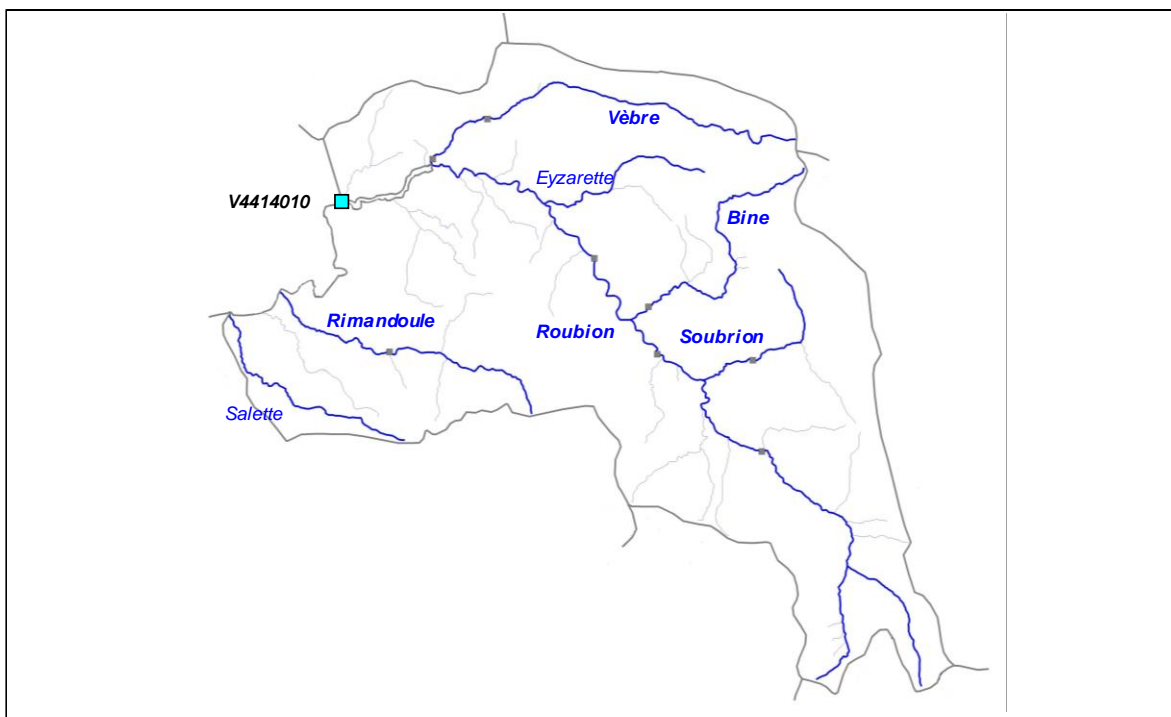 Vèbre
Eyzarette
V4414010
Bine
Rimandoule
Roubion
Soubrion
Salette